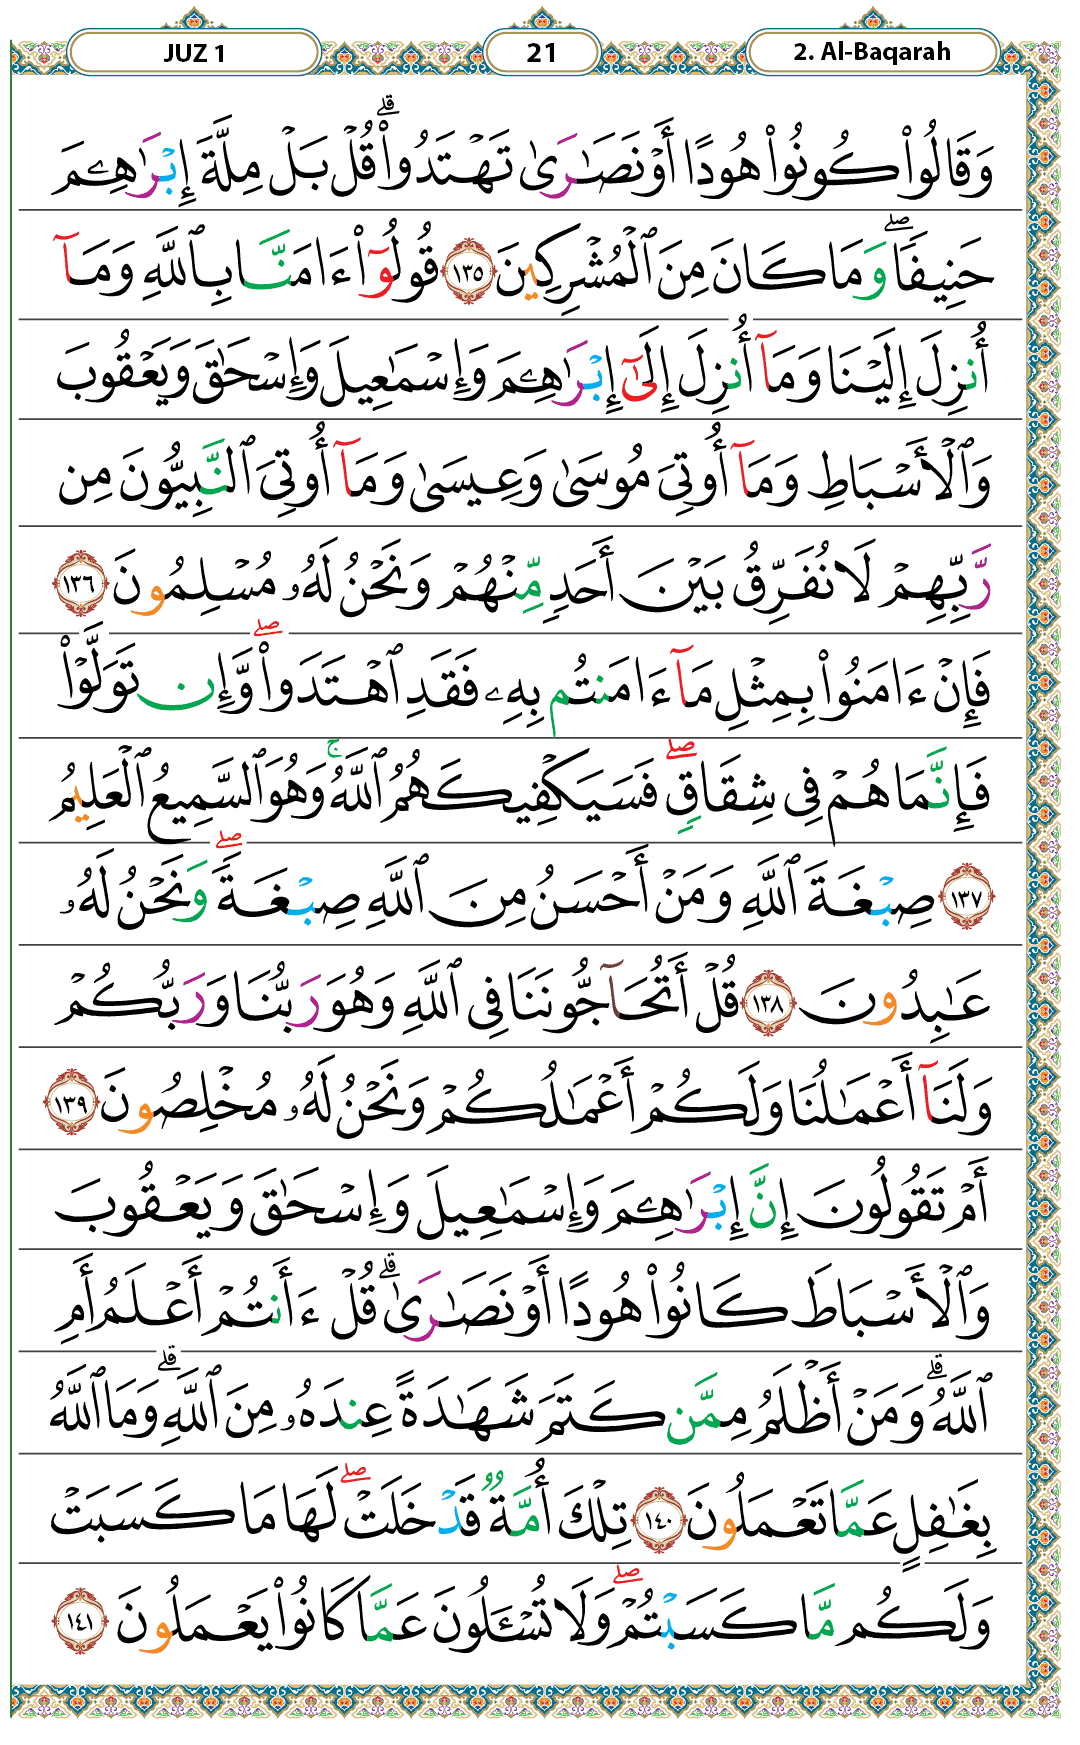 JUZ 1 21 2. Al-Baqarah
وَقَالُوا۟ كُونُوا۟ هُودًا أَوْ نَصَـٰرَىٰ تَهْتَدُوا۟ ۗ قُلْ بَلْ مِلَّةَ إِبْرَٰهِـۧمَ
حَنِيفًا ۖ وَمَا كَانَ مِنَ ٱلْمُشْرِكِينَ ١٣٥ قُولُوٓا۟ ءَامَنَّا بِٱللَّهِ وَمَآ
أُنزِلَ إِلَيْنَا وَمَآ أُنزِلَ إِلَىٰٓ إِبْرَٰهِـۧمَ وَإِسْمَـٰعِيلَ وَإِسْحَـٰقَ وَيَعْقُوبَ
وَٱلْأَسْبَاطِ وَمَآ أُوتِىَ مُوسَىٰ وَعِيسَىٰ وَمَآ أُوتِىَ ٱلنَّبِيُّونَ مِن
رَّبِّهِمْ لَا نُفَرِّقُ بَيْنَ أَحَدٍ مِّنْهُمْ وَنَحْنُ لَهُۥ مُسْلِمُونَ ١٣٦
فَإِنْ ءَامَنُوا۟ بِمِثْلِ مَآ ءَامَنتُم بِهِۦ فَقَدِ ٱهْتَدَوا۟ ۖ وَّإِن تَوَلَّوْا۟
فَإِنَّمَا هُمْ فِى شِقَاقٍ ۖ فَسَيَكْفِيكَهُمُ ٱللَّهُ ۚ وَهُوَ ٱلسَّمِيعُ ٱلْعَلِيمُ
١٣٧ صِبْغَةَ ٱللَّهِ وَمَنْ أَحْسَنُ مِنَ ٱللَّهِ صِبْغَةً ۖ وَنَحْنُ لَهُۥ
عَـٰبِدُونَ ١٣٨ قُلْ أَتُحَآجُّونَنَا فِى ٱللَّهِ وَهُوَ رَبُّنَا وَرَبُّكُمْ
وَلَنَآ أَعْمَـٰلُنَا وَلَكُمْ أَعْمَـٰلُكُمْ وَنَحْنُ لَهُۥ مُخْلِصُونَ ١٣٩
أَمْ تَقُولُونَ إِنَّ إِبْرَٰهِـۧمَ وَإِسْمَـٰعِيلَ وَإِسْحَـٰقَ وَيَعْقُوبَ
وَٱلْأَسْبَاطَ كَانُوا۟ هُودًا أَوْ نَصَـٰرَىٰ ۗ قُلْ ءَأَنتُمْ أَعْلَمُ أَمِ
ٱللَّهُ ۗ وَمَنْ أَظْلَمُ مِمَّن كَتَمَ شَهَـٰدَةً عِندَهُۥ مِنَ ٱللَّهِ ۗ وَمَا ٱللَّهُ
بِغَـٰفِلٍ عَمَّا تَعْمَلُونَ ١٤٠ تِلْكَ أُمَّةٌ قَدْ خَلَتْ ۖ لَهَا مَا كَسَبَتْ
وَلَكُم مَّا كَسَبْتُمْ ۖ وَلَا تُسْـَٔلُونَ عَمَّا كَانُوا۟ يَعْمَلُونَ ١٤١